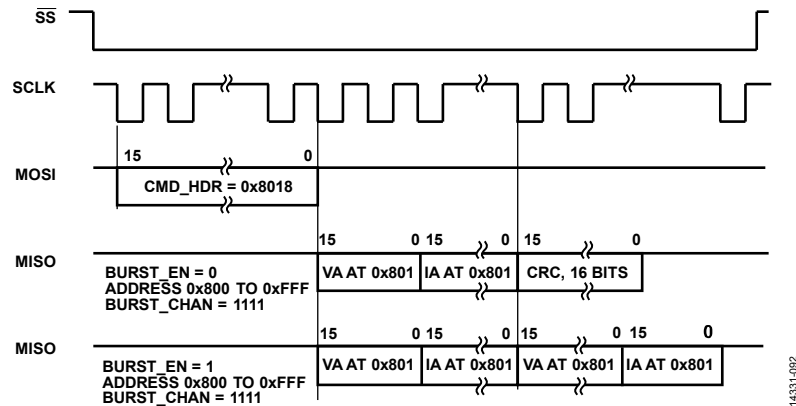 SS
SCLK
15 0
MOSI
CMD_HDR = 0x8018
15 0 15 0 15 0
MISO
VA AT 0x801 IA AT 0x801 CRC, 16 BITS
BURST_EN = 0
ADDRESS 0x800 TO 0xFFF
BURST_CHAN = 1111
15 0 15 0 15 0 15 0
MISO
VA AT 0x801 IA AT 0x801 VA AT 0x801 IA AT 0x801
BURST_EN = 1
ADDRESS 0x800 TO 0xFFF
BURST_CHAN = 1111
14331-092